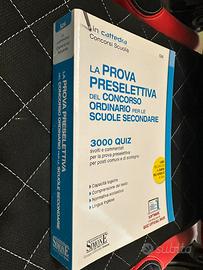 in cattedra
Concorsi Scuola
LA PROVA
PRESELETTIVA
DEL CONCORSO
ORDINARIO PER LE
SCUOLE SECONDARIE
3000 QUIZ
svolti e commentati
per la prova preselettiva
per posti comuni e di sostegno
• Capacità logiche
• Comprensione del testo
• Normativa scolastica
• Lingua inglese
SIMONE
LA PROVA PRESELETTIVA
DEL CONCORSO ORDINARIO PER LE SCUOLE SECONDARIE
SIMONE
subito